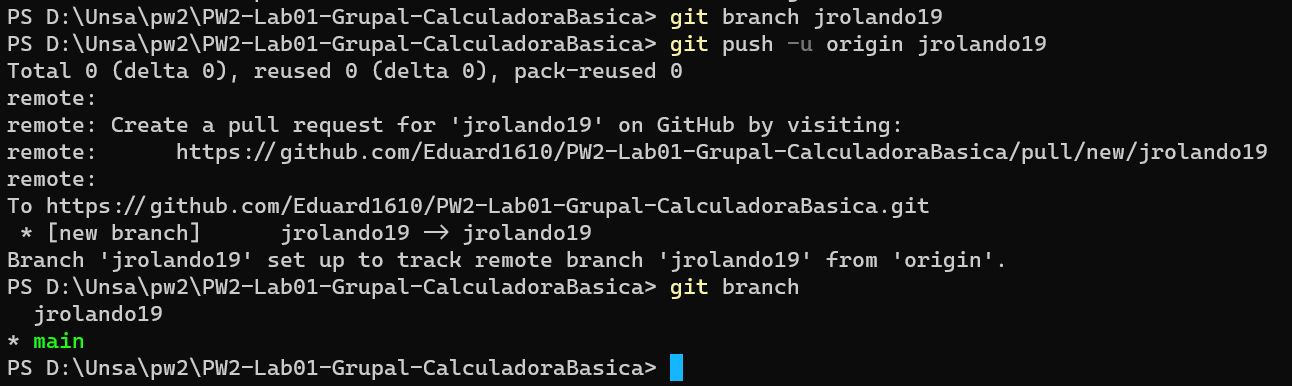 PS D:\Unsa\pw2\PW2-Lab01-Grupal-CalculadoraBasica> git branch jrolando19
PS D:\Unsa\pw2\PW2-Lab01-Grupal-CalculadoraBasica> git push -u origin jrolando19
Total 0 (delta 0), reused 0 (delta 0), pack-reused 0
remote:
remote: Create a pull request for 'jrolando19' on GitHub by visiting:
remote:      https://github.com/Eduard1610/PW2-Lab01-Grupal-CalculadoraBasica/pull/new/jrolando19
remote:
To https://github.com/Eduard1610/PW2-Lab01-Grupal-CalculadoraBasica.git
 * [new branch]      jrolando19 -> jrolando19
Branch 'jrolando19' set up to track remote branch 'jrolando19' from 'origin'.
PS D:\Unsa\pw2\PW2-Lab01-Grupal-CalculadoraBasica> git branch
  jrolando19
* main
PS D:\Unsa\pw2\PW2-Lab01-Grupal-CalculadoraBasica>